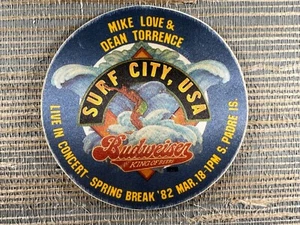 MIKE LOVE &
DEAN TORRENCE
SURF CITY, USA
Budweiser
KING OF BEERS
LIVE IN CONCERT - SPRING BREAK '82 MAR. 18-1PM S. PADRE IS.